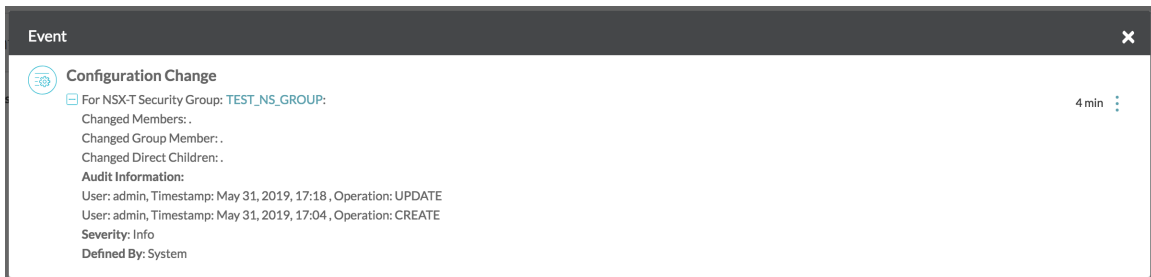 Event
Configuration Change
For NSX-T Security Group: TEST_NS_GROUP:
4 min
Changed Members: .
Changed Group Member: .
Changed Direct Children: .
Audit Information:
User: admin, Timestamp: May 31, 2019, 17:18 , Operation: UPDATE
User: admin, Timestamp: May 31, 2019, 17:04 , Operation: CREATE
Severity: Info
Defined By: System